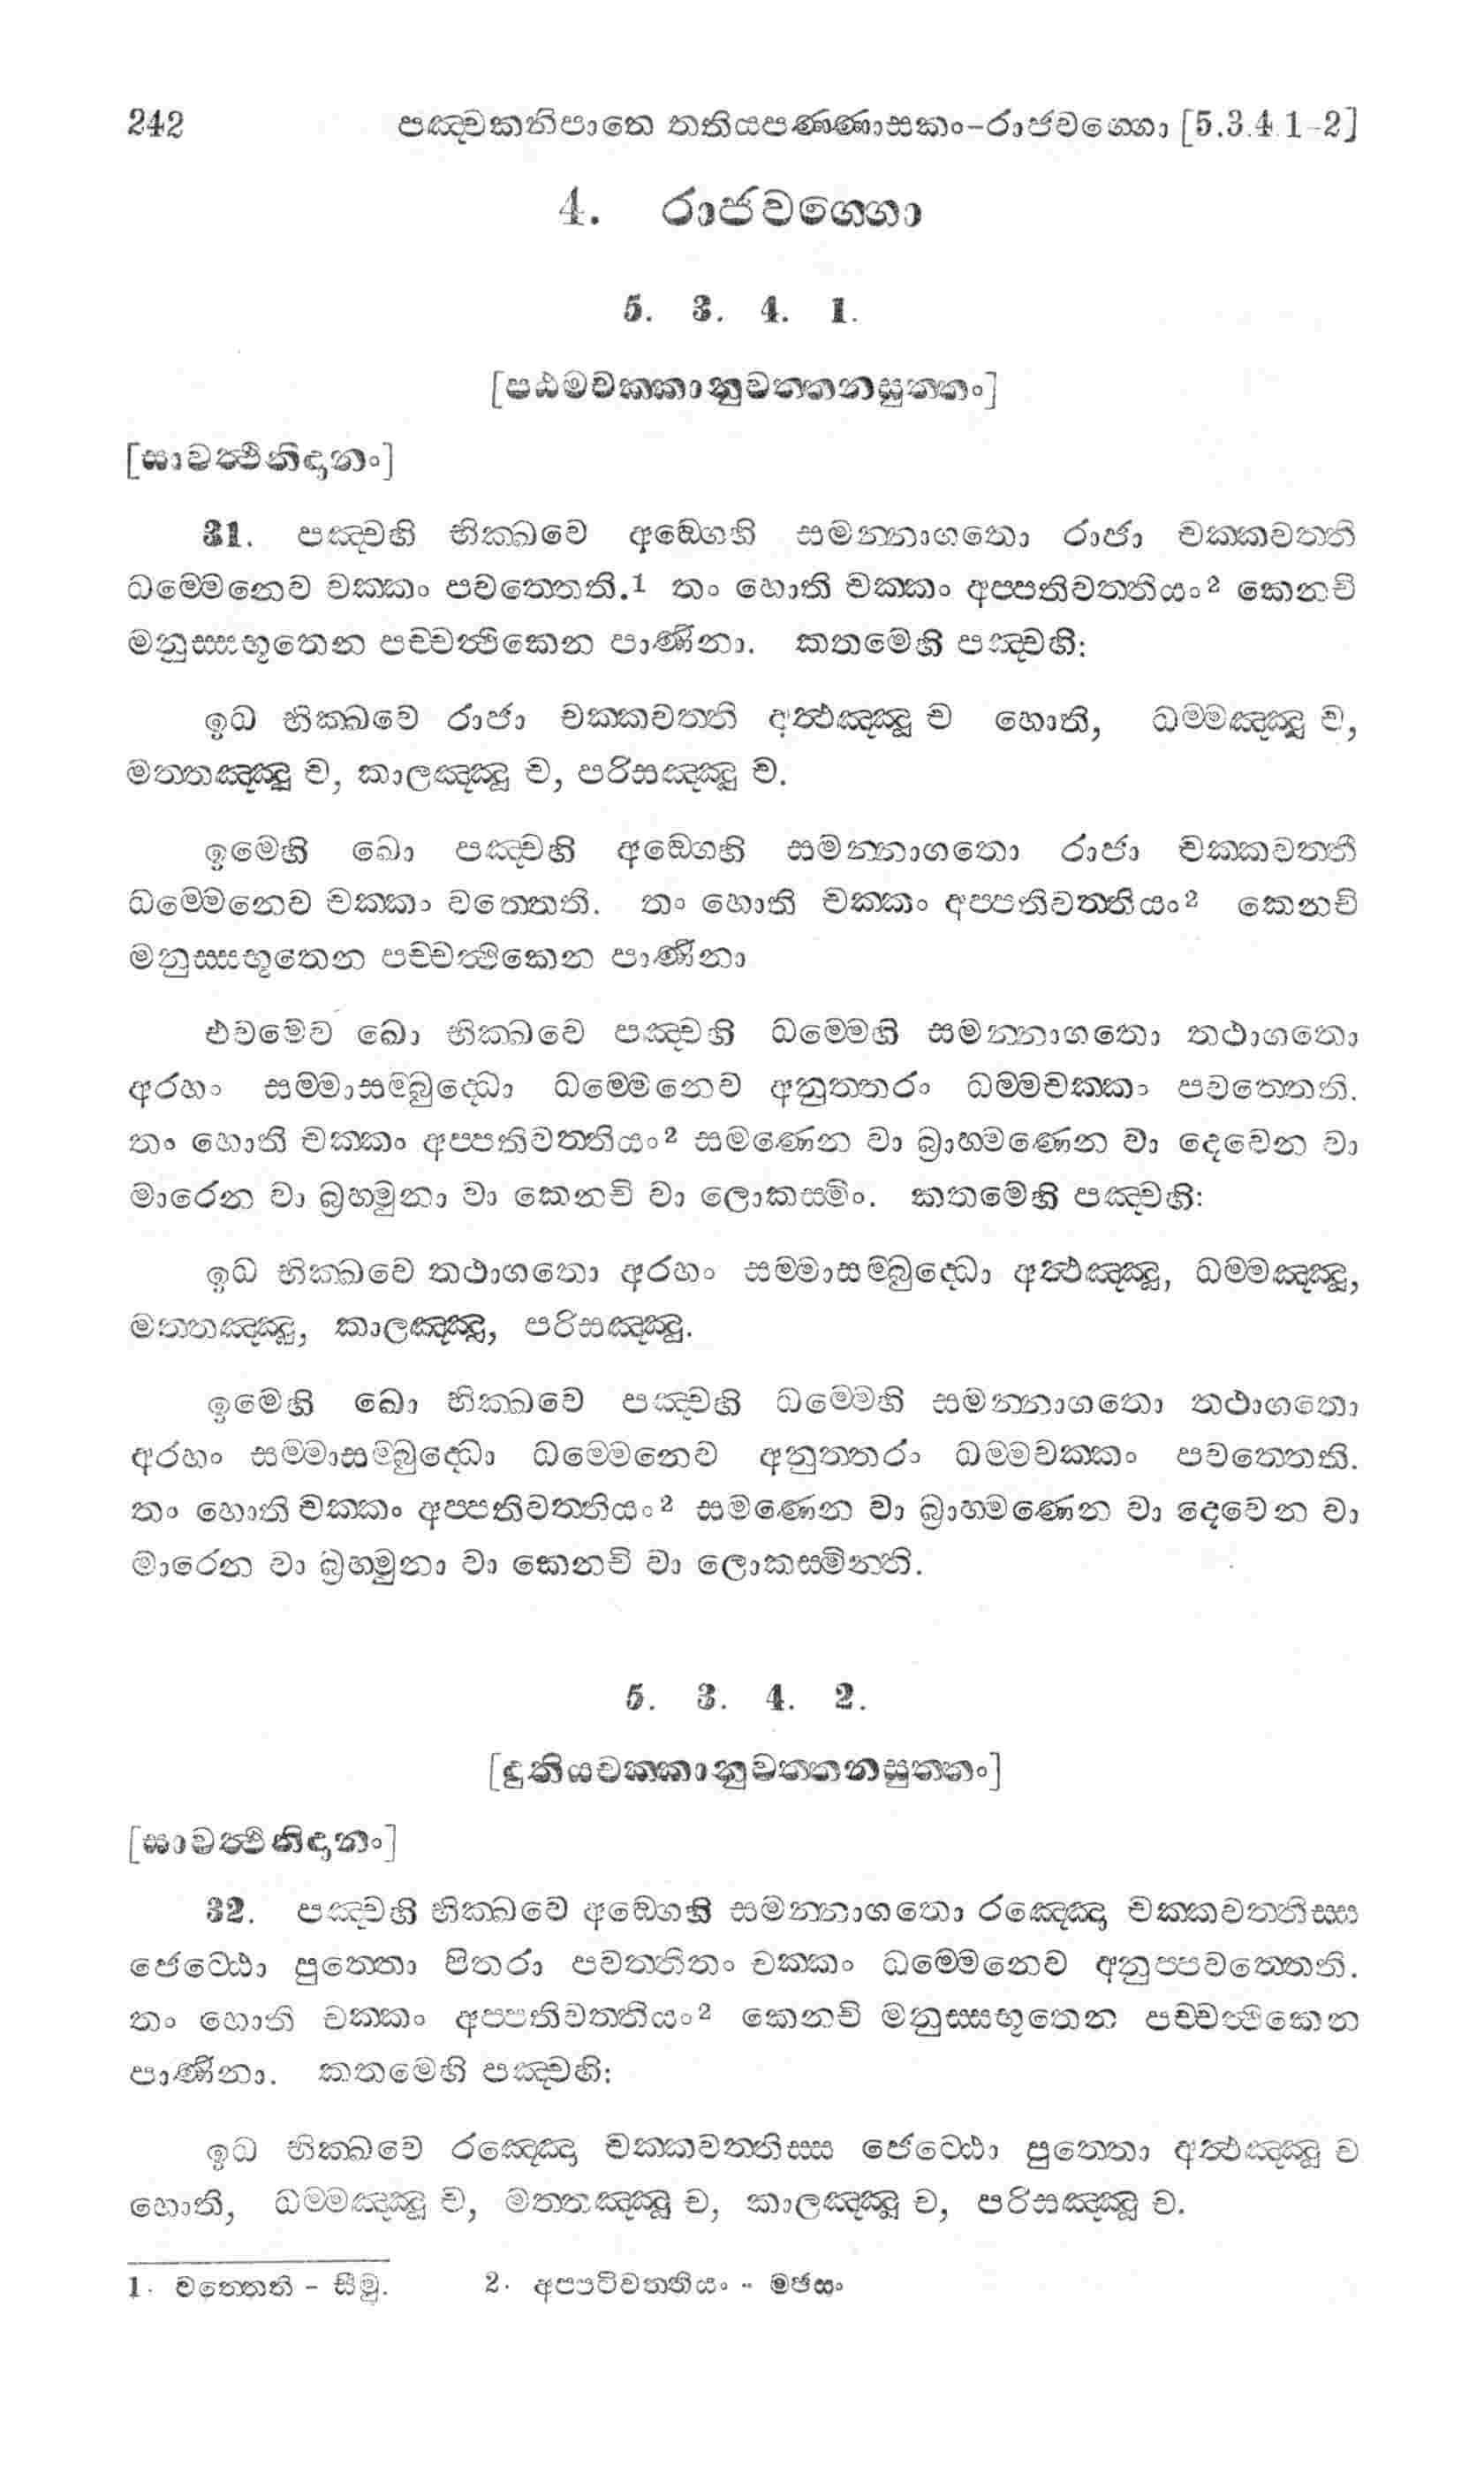 242 පඤ්චකනිපාතෙ තතියපණ්ණාසකං-රාජවග්ගො [5.3.4.1-2]
4. රාජවග්ගො
5. 3. 4. 1.
[පඨමචක්කානුවත්තනසුත්තං]
[සාවත්ථිනිදානං]
31. පඤ්චහි භික්ඛවෙ අඞ්ගෙහි සමන්නාගතො රාජා චක්කවත්ති
ධම්මෙනෙව චක්කං පවත්තෙති.1 තං හොති චක්කං අප්පතිවත්තියං2 කෙනචි
මනුස්සභූතෙන පච්චත්ථිකෙන පාණිනා. කතමෙහි පඤ්චහි:
ඉධ භික්ඛවෙ රාජා චක්කවත්ති අත්ථඤ්ඤූ ච හොති, ධම්මඤ්ඤූ ච,
මත්තඤ්ඤූ ච, කාලඤ්ඤූ ච, පරිසඤ්ඤූ ච.
ඉමෙහි ඛො පඤ්චහි අඞ්ගෙහි සමන්නාගතො රාජා චක්කවත්තී
ධම්මෙනෙව චක්කං වත්තෙති. තං හොති චක්කං අප්පතිවත්තියං2 කෙනචි
මනුස්සභූතෙන පච්චත්ථිකෙන පාණිනා
එවමෙව ඛො භික්ඛවෙ පඤ්චහි ධම්මෙහි සමන්නාගතො තථාගතො
අරහං සම්මාසම්බුද්ධො ධම්මෙනෙව අනුත්තරං ධම්මචක්කං පවත්තෙති.
තං හොති චක්කං අප්පතිවත්තියං2 සමණෙන වා බ්‍රාහ්මණෙන වා දෙවෙන වා
මාරෙන වා බ්‍රහ්මුනා වා කෙනචි වා ලොකස්මිං. කතමෙහි පඤ්චහි:
ඉධ භික්ඛවෙ තථාගතො අරහං සම්මාසම්බුද්ධො අත්ථඤ්ඤූ, ධම්මඤ්ඤූ,
මත්තඤ්ඤූ, කාලඤ්ඤූ, පරිසඤ්ඤූ.
ඉමෙහි ඛො භික්ඛවෙ පඤ්චහි ධම්මෙහි සමන්නාගතො තථාගතො
අරහං සම්මාසම්බුද්ධො ධම්මෙනෙව අනුත්තරං ධම්මචක්කං පවත්තෙති.
තං හොති චක්කං අප්පතිවත්තියං2 සමණෙන වා බ්‍රාහ්මණෙන වා දෙවෙන වා
මාරෙන වා බ්‍රහ්මුනා වා කෙනචි වා ලොකස්මින්ති.
5. 3. 4. 2.
[දුතියචක්කානුවත්තනසුත්තං]
[සාවත්ථිනිදානං]
32. පඤ්චහි භික්ඛවෙ අඞ්ගෙහි සමන්නාගතො රඤ්ඤො චක්කවත්තිස්ස
ජෙට්ඨො පුත්තො පිතරා පවත්තිතං චක්කං ධම්මෙනෙව අනුප්පවත්තෙති.
තං හොති චක්කං අප්පතිවත්තියං2 කෙනචි මනුස්සභූතෙන පච්චත්ථිකෙන
පාණිනා. කතමෙහි පඤ්චහි:
ඉධ භික්ඛවෙ රඤ්ඤො චක්කවත්තිස්ස ජෙට්ඨො පුත්තො අත්ථඤ්ඤූ ච
හොති, ධම්මඤ්ඤූ ච, මත්තඤ්ඤූ ච, කාලඤ්ඤූ ච, පරිසඤ්ඤූ ච.
1. වත්තෙති - සීමු. 2. අප්පටිවත්තියං - මජසං